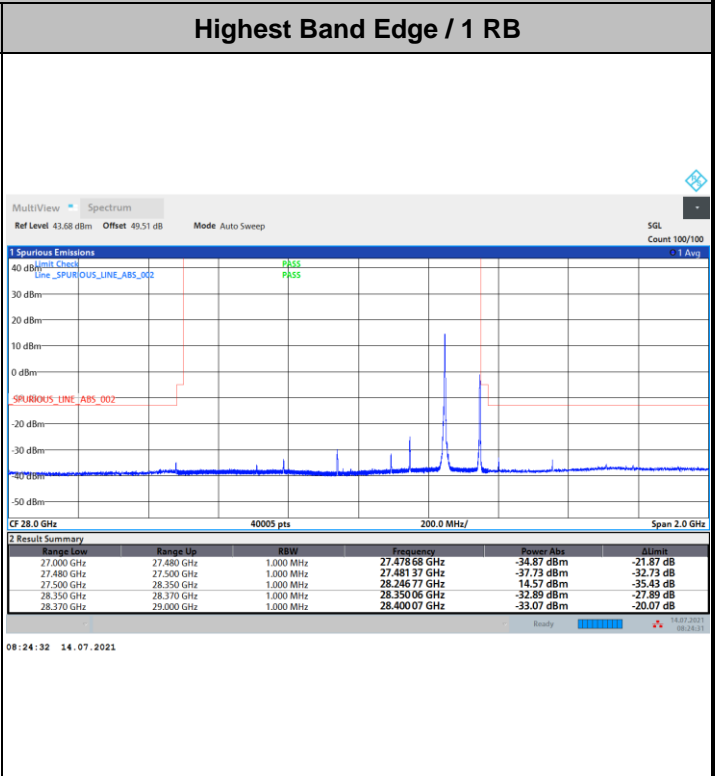 Highest Band Edge / 1 RB
MultiView Spectrum
Ref Level 43.68 dBm Offset 49.51 dB Mode Auto Sweep SGL
Count 100/100
1 Spurious Emissions 1 Avg
Limit Check PASS
40 dBm
Line _SPURIOUS_LINE_ABS_002 PASS
30 dBm
20 dBm
10 dBm
0 dBm
_SPURIOUS_LINE_ABS_002
-20 dBm
-30 dBm
-40 dBm
-50 dBm
CF 28.0 GHz 40005 pts 200.0 MHz/ Span 2.0 GHz
2 Result Summary
Range Low Range Up RBW Frequency Power Abs ΔLimit
27.000 GHz 27.480 GHz 1.000 MHz 27.478 68 GHz -34.87 dBm -21.87 dB
27.480 GHz 27.500 GHz 1.000 MHz 27.481 37 GHz -37.73 dBm -32.73 dB
27.500 GHz 28.350 GHz 1.000 MHz 28.246 77 GHz 14.57 dBm -35.43 dB
28.350 GHz 28.370 GHz 1.000 MHz 28.350 06 GHz -32.89 dBm -27.89 dB
28.370 GHz 29.000 GHz 1.000 MHz 28.400 07 GHz -33.07 dBm -20.07 dB
Ready 14.07.2021
08:24:31
08:24:32 14.07.2021